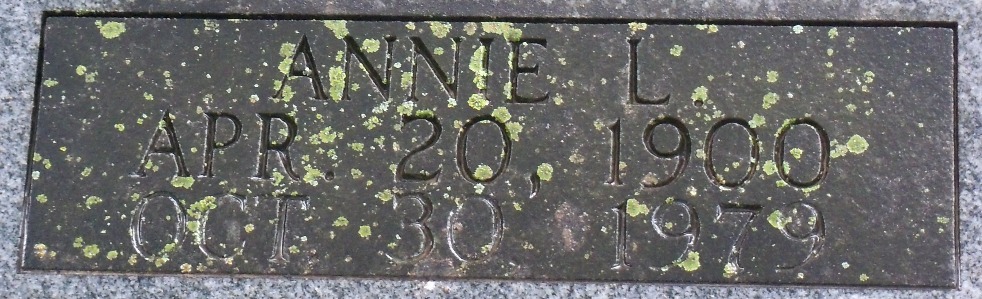 ANNIE L.
APR. 20, 1900
OCT 30, 1979